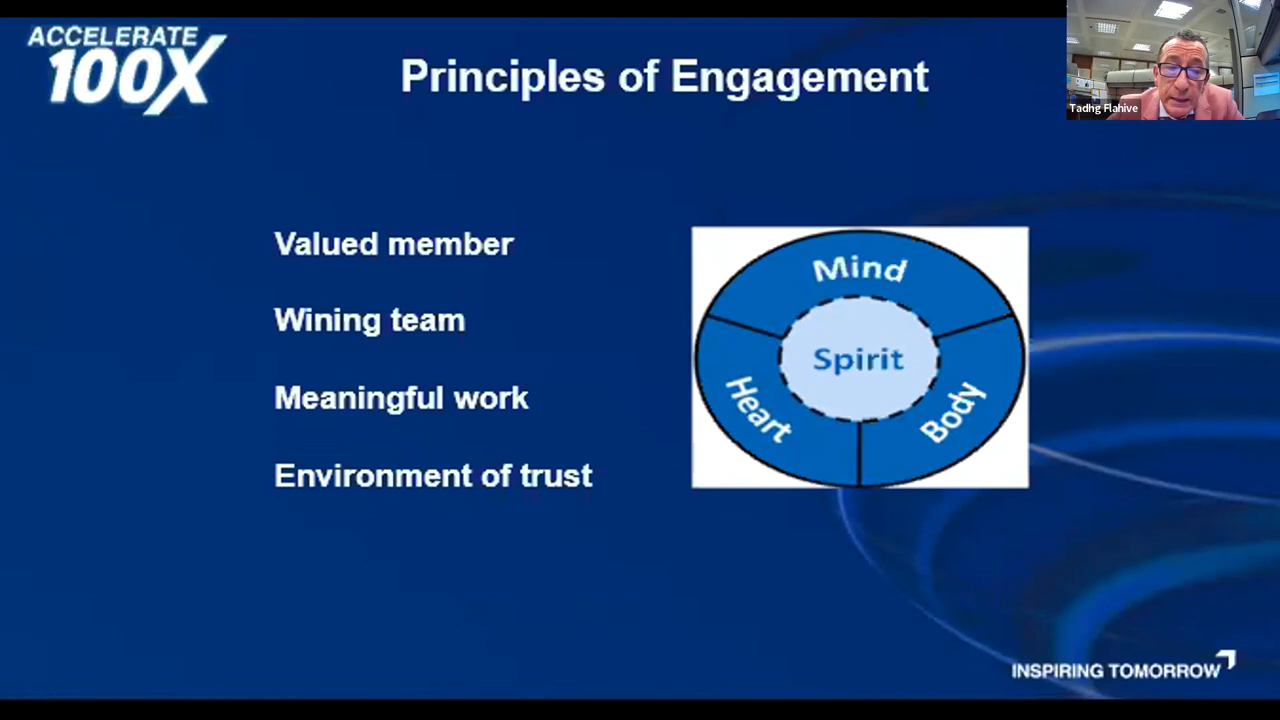 ACCELERATE
100X
Principles of Engagement
Tadhg Flahive
Valued member
Wining team
Meaningful work
Environment of trust
Mind
Spirit
Heart
Body
INSPIRING TOMORROW